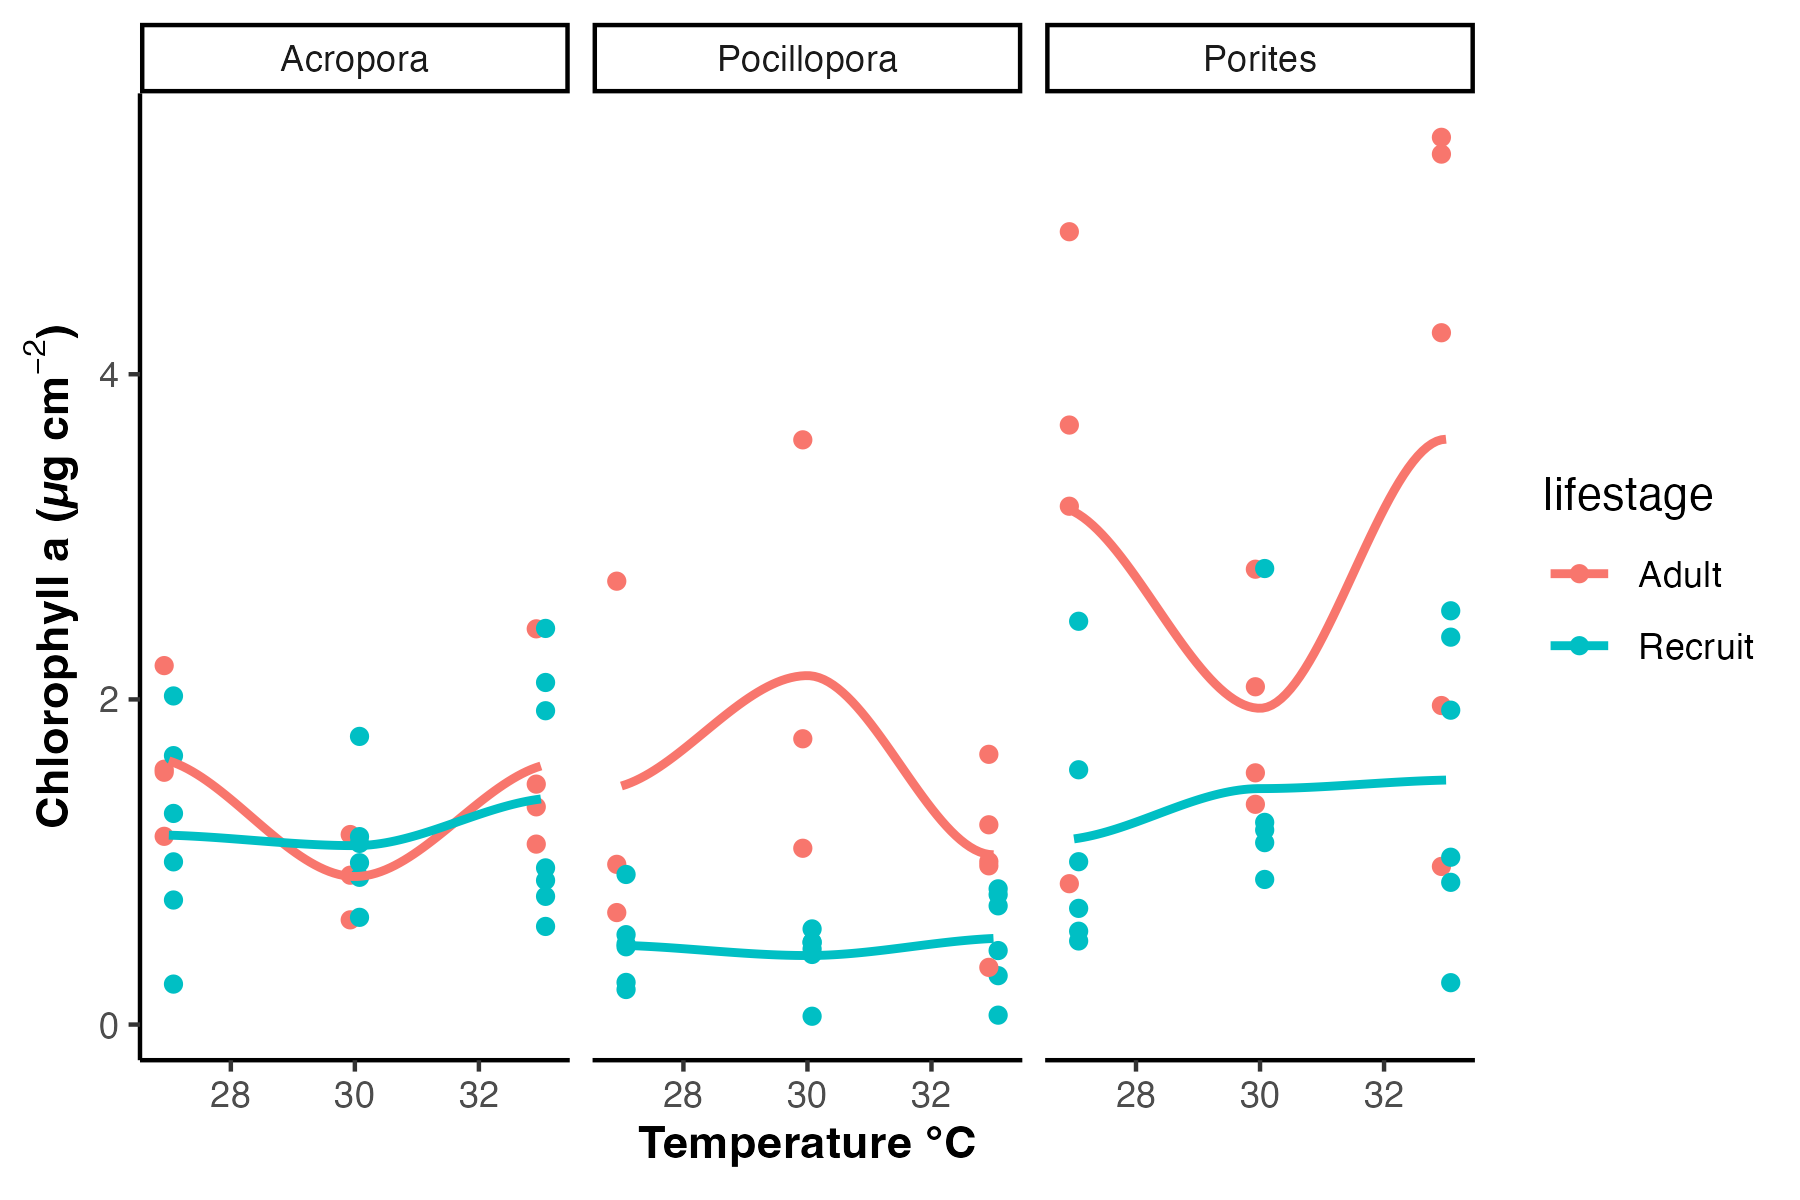 Acropora Pocillopora Porites
Chlorophyll a (µg cm⁻²)
4
2
0
28 30 32 28 30 32 28 30 32
Temperature °C
lifestage
Adult
Recruit